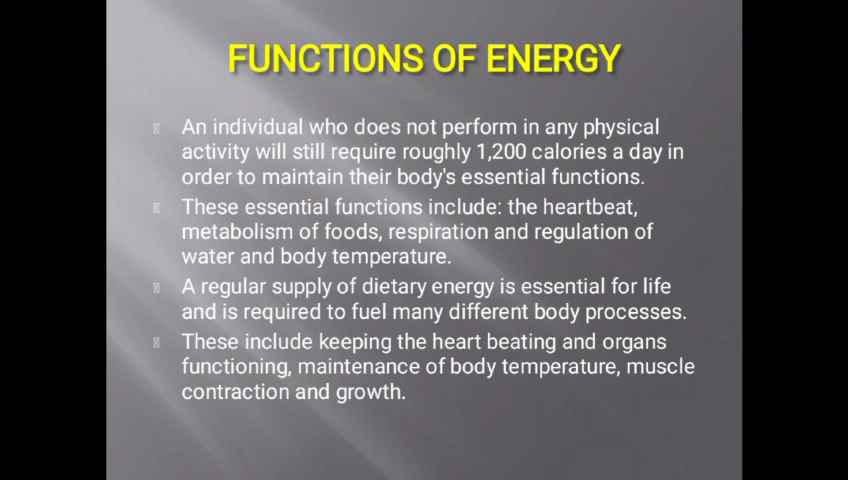 FUNCTIONS OF ENERGY
An individual who does not perform in any physical
activity will still require roughly 1,200 calories a day in
order to maintain their body's essential functions.
These essential functions include: the heartbeat,
metabolism of foods, respiration and regulation of
water and body temperature.
A regular supply of dietary energy is essential for life
and is required to fuel many different body processes.
These include keeping the heart beating and organs
functioning, maintenance of body temperature, muscle
contraction and growth.